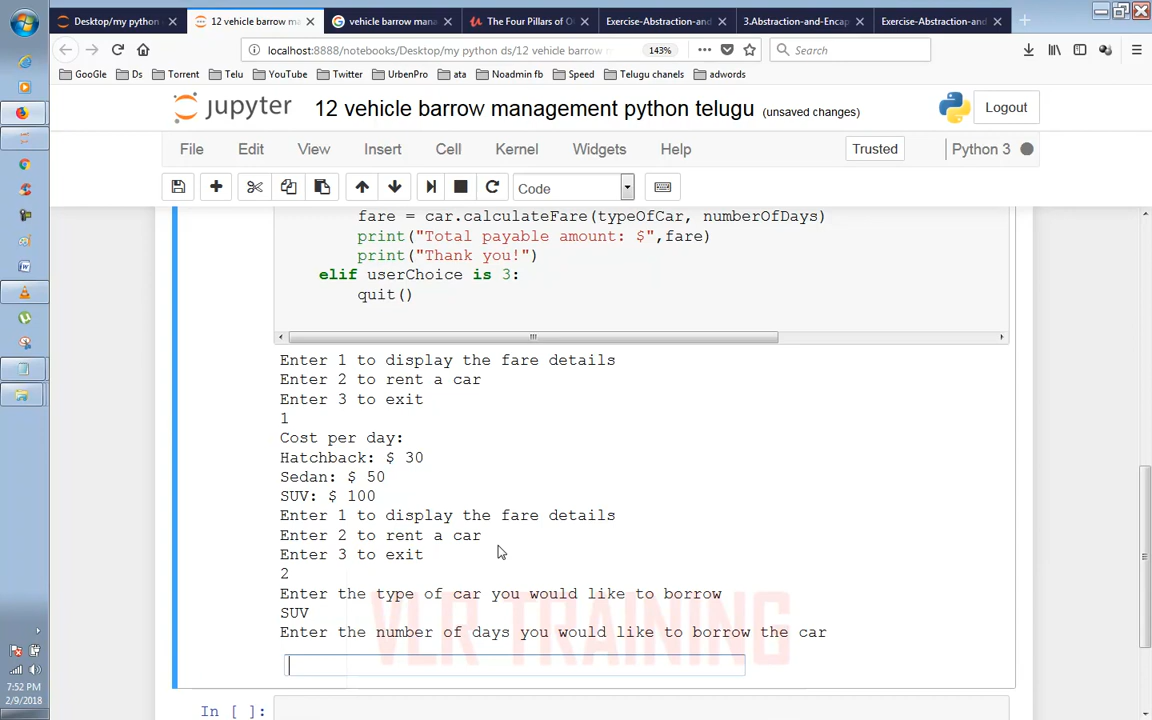 Desktop/my python
12 vehicle barrow ma
vehicle barrow mana
The Four Pillars of O
Exercise-Abstraction-and
3.Abstraction-and-Encap
Exercise-Abstraction-and
localhost:8888/notebooks/Desktop/my python ds/12 vehicle barrow m
143%
Search
GooGle Ds Torrent Telu YouTube Twitter UrbenPro ata Noadmin fb Speed Telugu chanels adwords
jupyter 12 vehicle barrow management python telugu (unsaved changes) Logout
File Edit View Insert Cell Kernel Widgets Help Trusted Python 3
Code
fare = car.calculateFare(typeOfCar, numberOfDays)
print("Total payable amount: $",fare)
print("Thank you!")
elif userChoice is 3:
quit()
Enter 1 to display the fare details
Enter 2 to rent a car
Enter 3 to exit
1
Cost per day:
Hatchback: $ 30
Sedan: $ 50
SUV: $ 100
Enter 1 to display the fare details
Enter 2 to rent a car
Enter 3 to exit
2
Enter the type of car you would like to borrow
SUV
Enter the number of days you would like to borrow the car
VLR TRAINING
In [ ]:
7:52 PM
2/9/2018